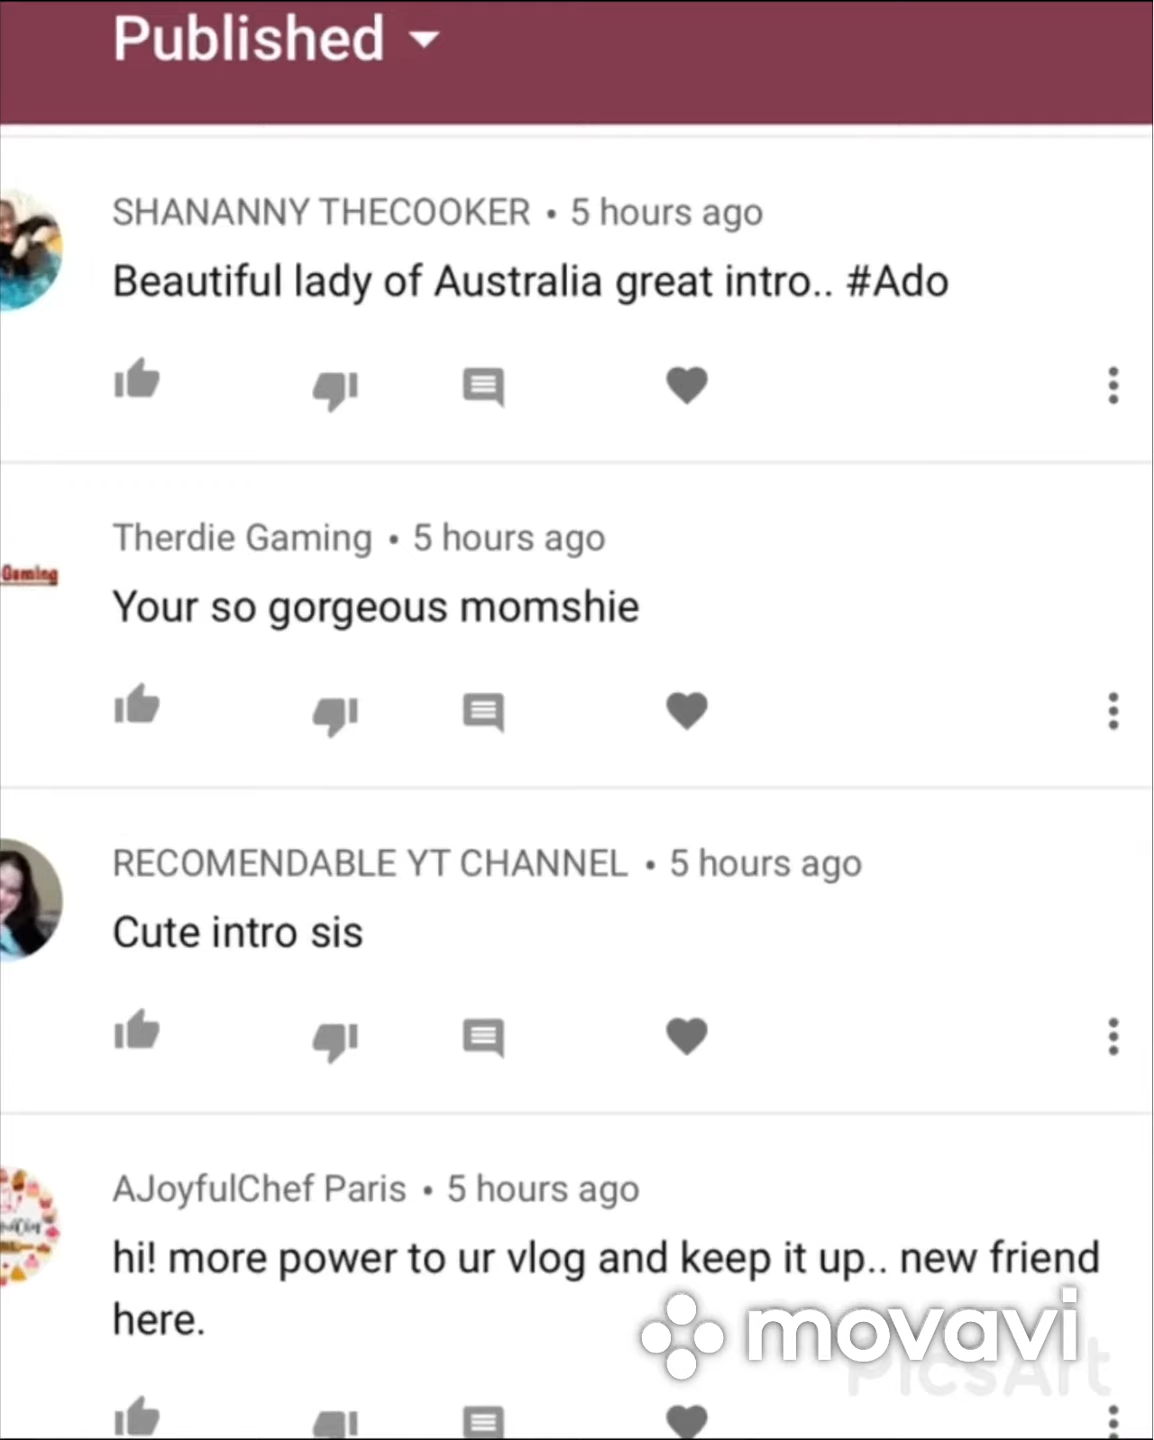 Published
SHANANNY THECOOKER • 5 hours ago
Beautiful lady of Australia great intro.. #Ado
Gaming
Therdie Gaming • 5 hours ago
Your so gorgeous momshie
RECOMENDABLE YT CHANNEL • 5 hours ago
Cute intro sis
AJoyfulChef Paris • 5 hours ago
hi! more power to ur vlog and keep it up.. new friend
here.
movavi
PicsArt